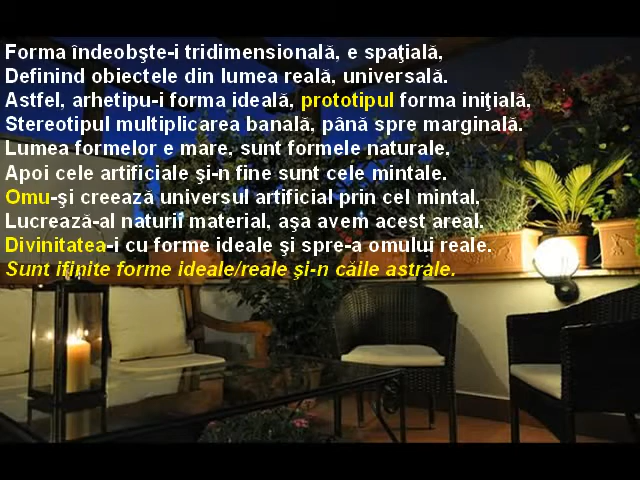 Forma îndeobşte-i tridimensională, e spaţială,
Definind obiectele din lumea reală, universală.
Astfel, arhetipu-i forma ideală, prototipul forma iniţială,
Stereotipul multiplicarea banală, până spre marginală.
Lumea formelor e mare, sunt formele naturale,
Apoi cele artificiale şi-n fine sunt cele mintale.
Omu-şi creează universul artificial prin cel mintal,
Lucrează-al naturii material, aşa avem acest areal.
Divinitatea-i cu forme ideale şi spre-a omului reale.
Sunt ifinite forme ideale/reale şi-n căile astrale.